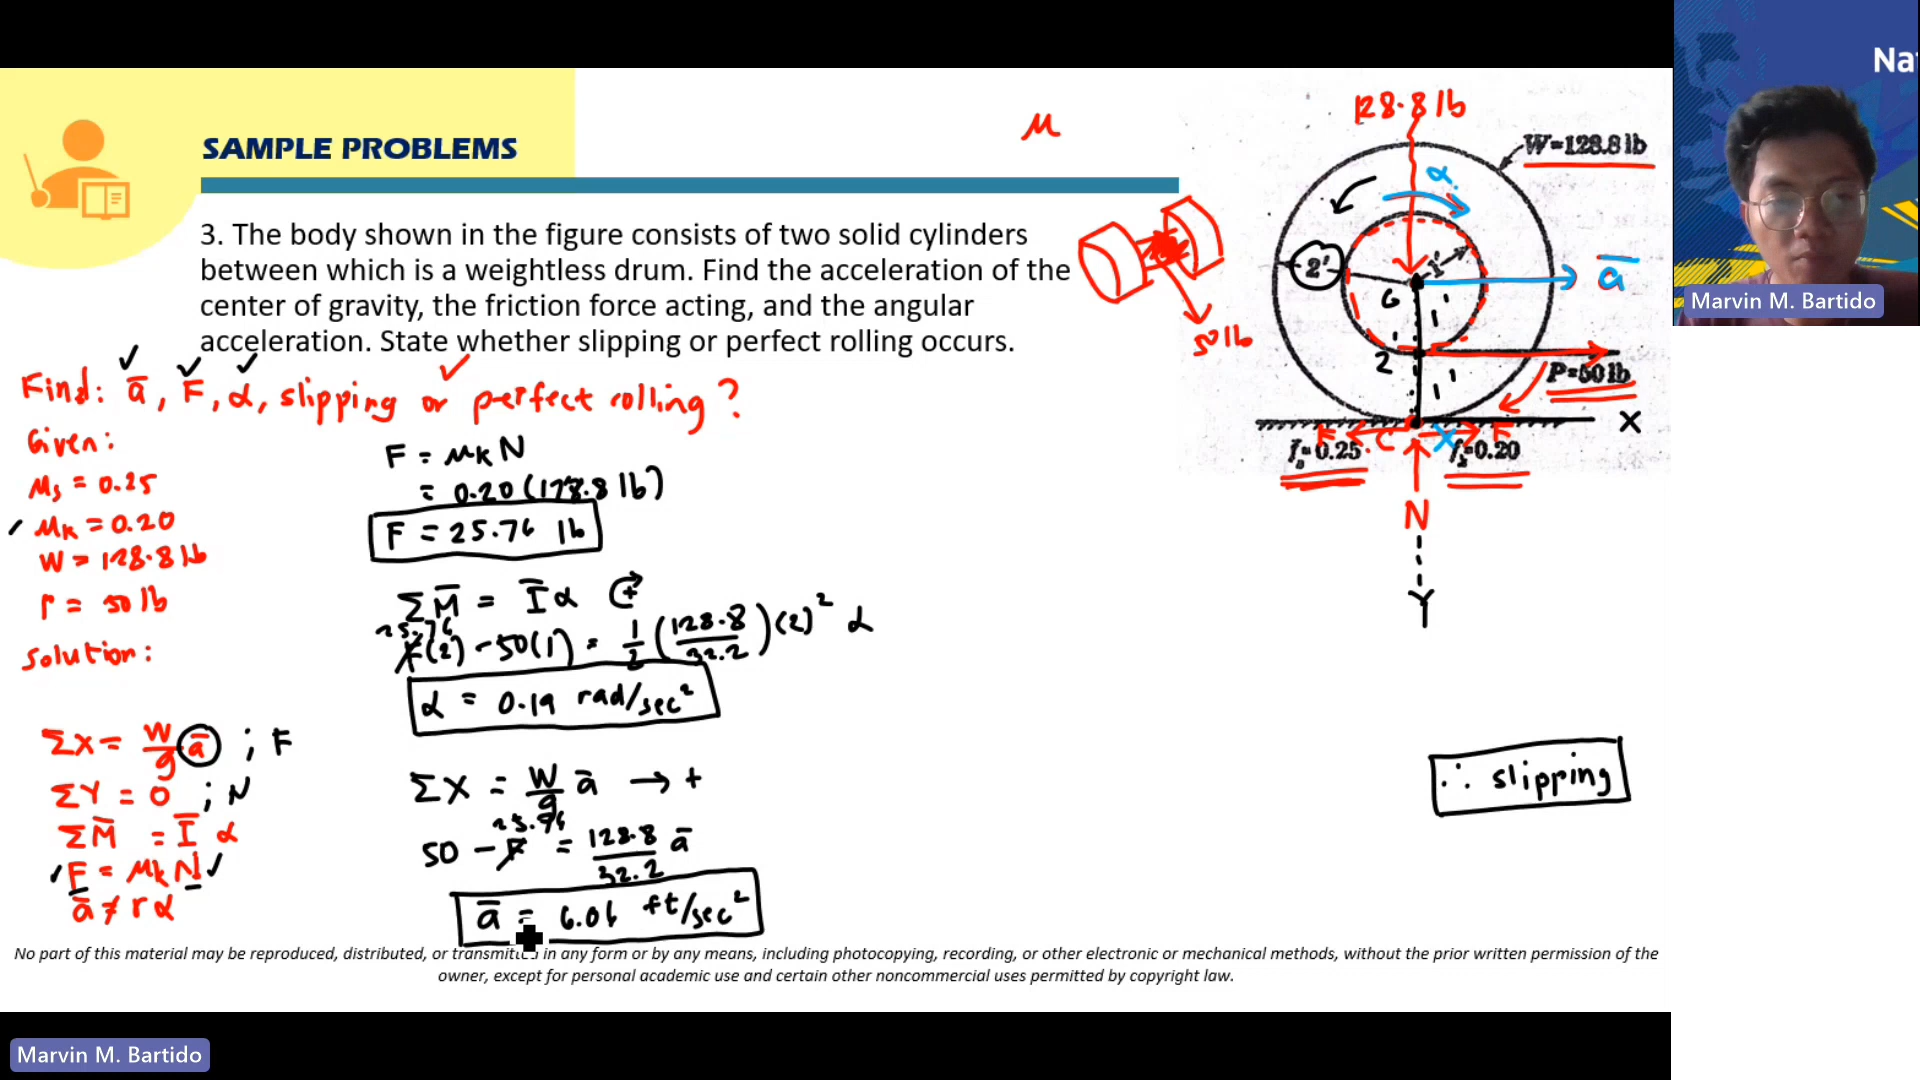 SAMPLE PROBLEMS
μ
3. The body shown in the figure consists of two solid cylinders
between which is a weightless drum. Find the acceleration of the
center of gravity, the friction force acting, and the angular
acceleration. State whether slipping or perfect rolling occurs.
Find: ā, F, α, slipping or perfect rolling?
Given:
μs = 0.25
μk = 0.20
W = 128.8 lb
P = 50 lb
Solution:
ΣX = W/g ā ; F
ΣY = 0 ; N
ΣM̄ = Ī α
F = μk N
ā ≠ rα
F = μk N
= 0.20 (128.8 lb)
F = 25.76 lb
ΣM̄ = Īα +
25.76
F(2) - 50(1) = 1/2 (128.8/32.2)(2)² α
α = 0.19 rad/sec²
ΣX = W/g ā → +
25.76
50 - F = 128.8/32.2 ā
ā = 6.06 ft/sec²
128.8 lb
W=128.8 lb
α
50 lb
2'
1'
G
ā
1'
2'
1'
P=50 lb
X
F
C
X
F
fs=0.25
fk=0.20
N
Y
∴ slipping
No part of this material may be reproduced, distributed, or transmitted in any form or by any means, including photocopying, recording, or other electronic or mechanical methods, without the prior written permission of the
owner, except for personal academic use and certain other noncommercial uses permitted by copyright law.
Na
Marvin M. Bartido
Marvin M. Bartido